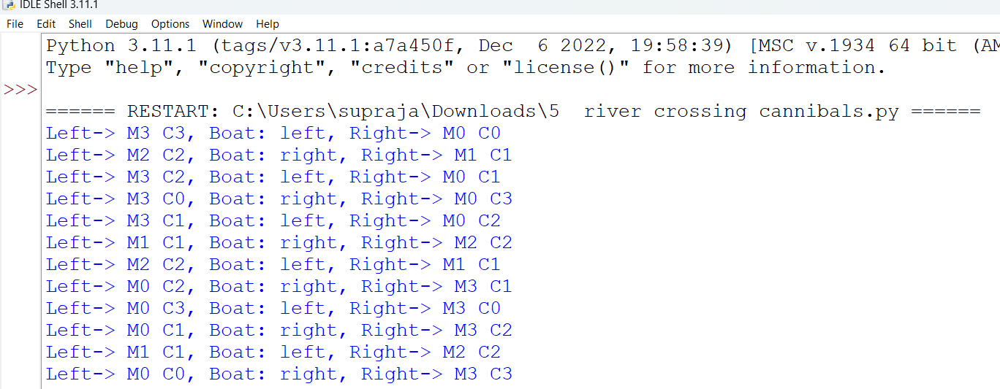 IDLE Shell 3.11.1
File Edit Shell Debug Options Window Help
Python 3.11.1 (tags/v3.11.1:a7a450f, Dec  6 2022, 19:58:39) [MSC v.1934 64 bit (AM
Type "help", "copyright", "credits" or "license()" for more information.
>>>
====== RESTART: C:\Users\supraja\Downloads\5  river crossing cannibals.py ======
Left-> M3 C3, Boat: left, Right-> M0 C0
Left-> M2 C2, Boat: right, Right-> M1 C1
Left-> M3 C2, Boat: left, Right-> M0 C1
Left-> M3 C0, Boat: right, Right-> M0 C3
Left-> M3 C1, Boat: left, Right-> M0 C2
Left-> M1 C1, Boat: right, Right-> M2 C2
Left-> M2 C2, Boat: left, Right-> M1 C1
Left-> M0 C2, Boat: right, Right-> M3 C1
Left-> M0 C3, Boat: left, Right-> M3 C0
Left-> M0 C1, Boat: right, Right-> M3 C2
Left-> M1 C1, Boat: left, Right-> M2 C2
Left-> M0 C0, Boat: right, Right-> M3 C3